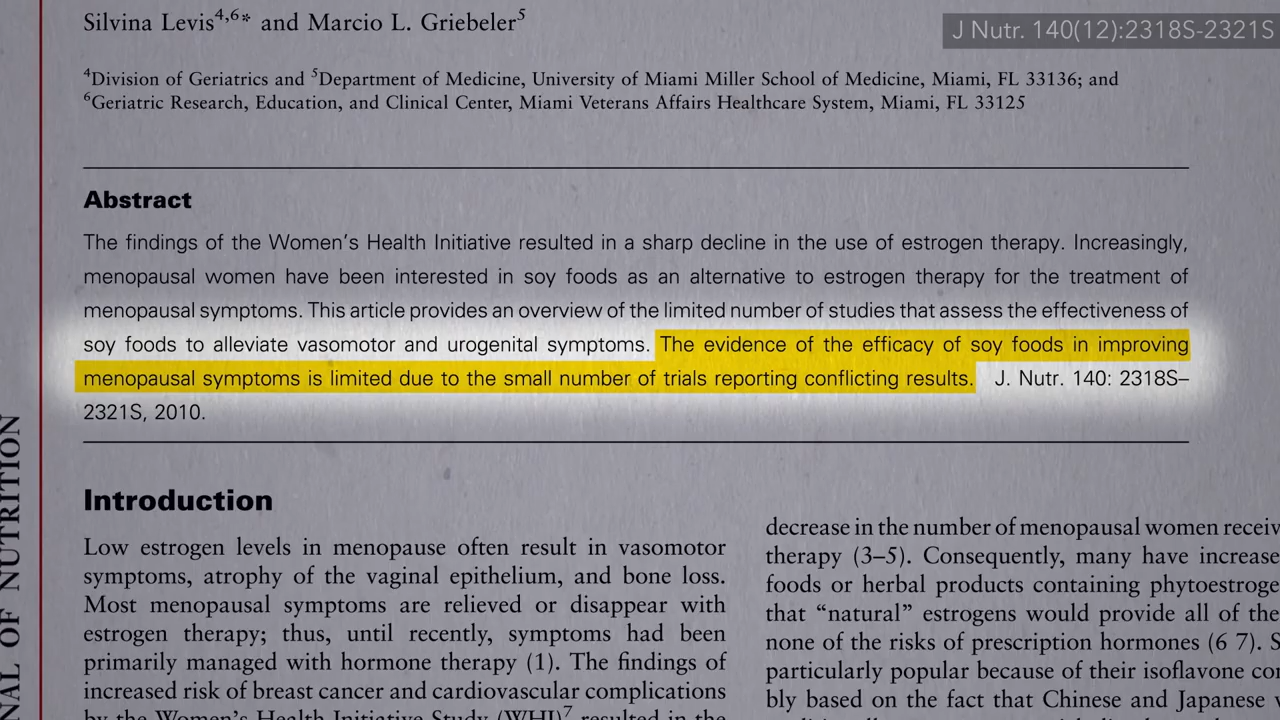 Silvina Levis4,6* and Marcio L. Griebeler5
J Nutr. 140(12):2318S-2321S
4Division of Geriatrics and 5Department of Medicine, University of Miami Miller School of Medicine, Miami, FL 33136; and
6Geriatric Research, Education, and Clinical Center, Miami Veterans Affairs Healthcare System, Miami, FL 33125
Abstract
The findings of the Women's Health Initiative resulted in a sharp decline in the use of estrogen therapy. Increasingly,
menopausal women have been interested in soy foods as an alternative to estrogen therapy for the treatment of
menopausal symptoms. This article provides an overview of the limited number of studies that assess the effectiveness of
soy foods to alleviate vasomotor and urogenital symptoms. The evidence of the efficacy of soy foods in improving
menopausal symptoms is limited due to the small number of trials reporting conflicting results. J. Nutr. 140: 2318S–
2321S, 2010.
Introduction
Low estrogen levels in menopause often result in vasomotor
symptoms, atrophy of the vaginal epithelium, and bone loss.
Most menopausal symptoms are relieved or disappear with
estrogen therapy; thus, until recently, symptoms had been
primarily managed with hormone therapy (1). The findings of
increased risk of breast cancer and cardiovascular complications
by the Women's Health Initiative Study (WHI)7 resulted in the
decrease in the number of menopausal women receiv
therapy (3–5). Consequently, many have increase
foods or herbal products containing phytoestroge
that "natural" estrogens would provide all of the
none of the risks of prescription hormones (6 7). S
particularly popular because of their isoflavone con
bly based on the fact that Chinese and Japanese
NAL OF NUTRITION